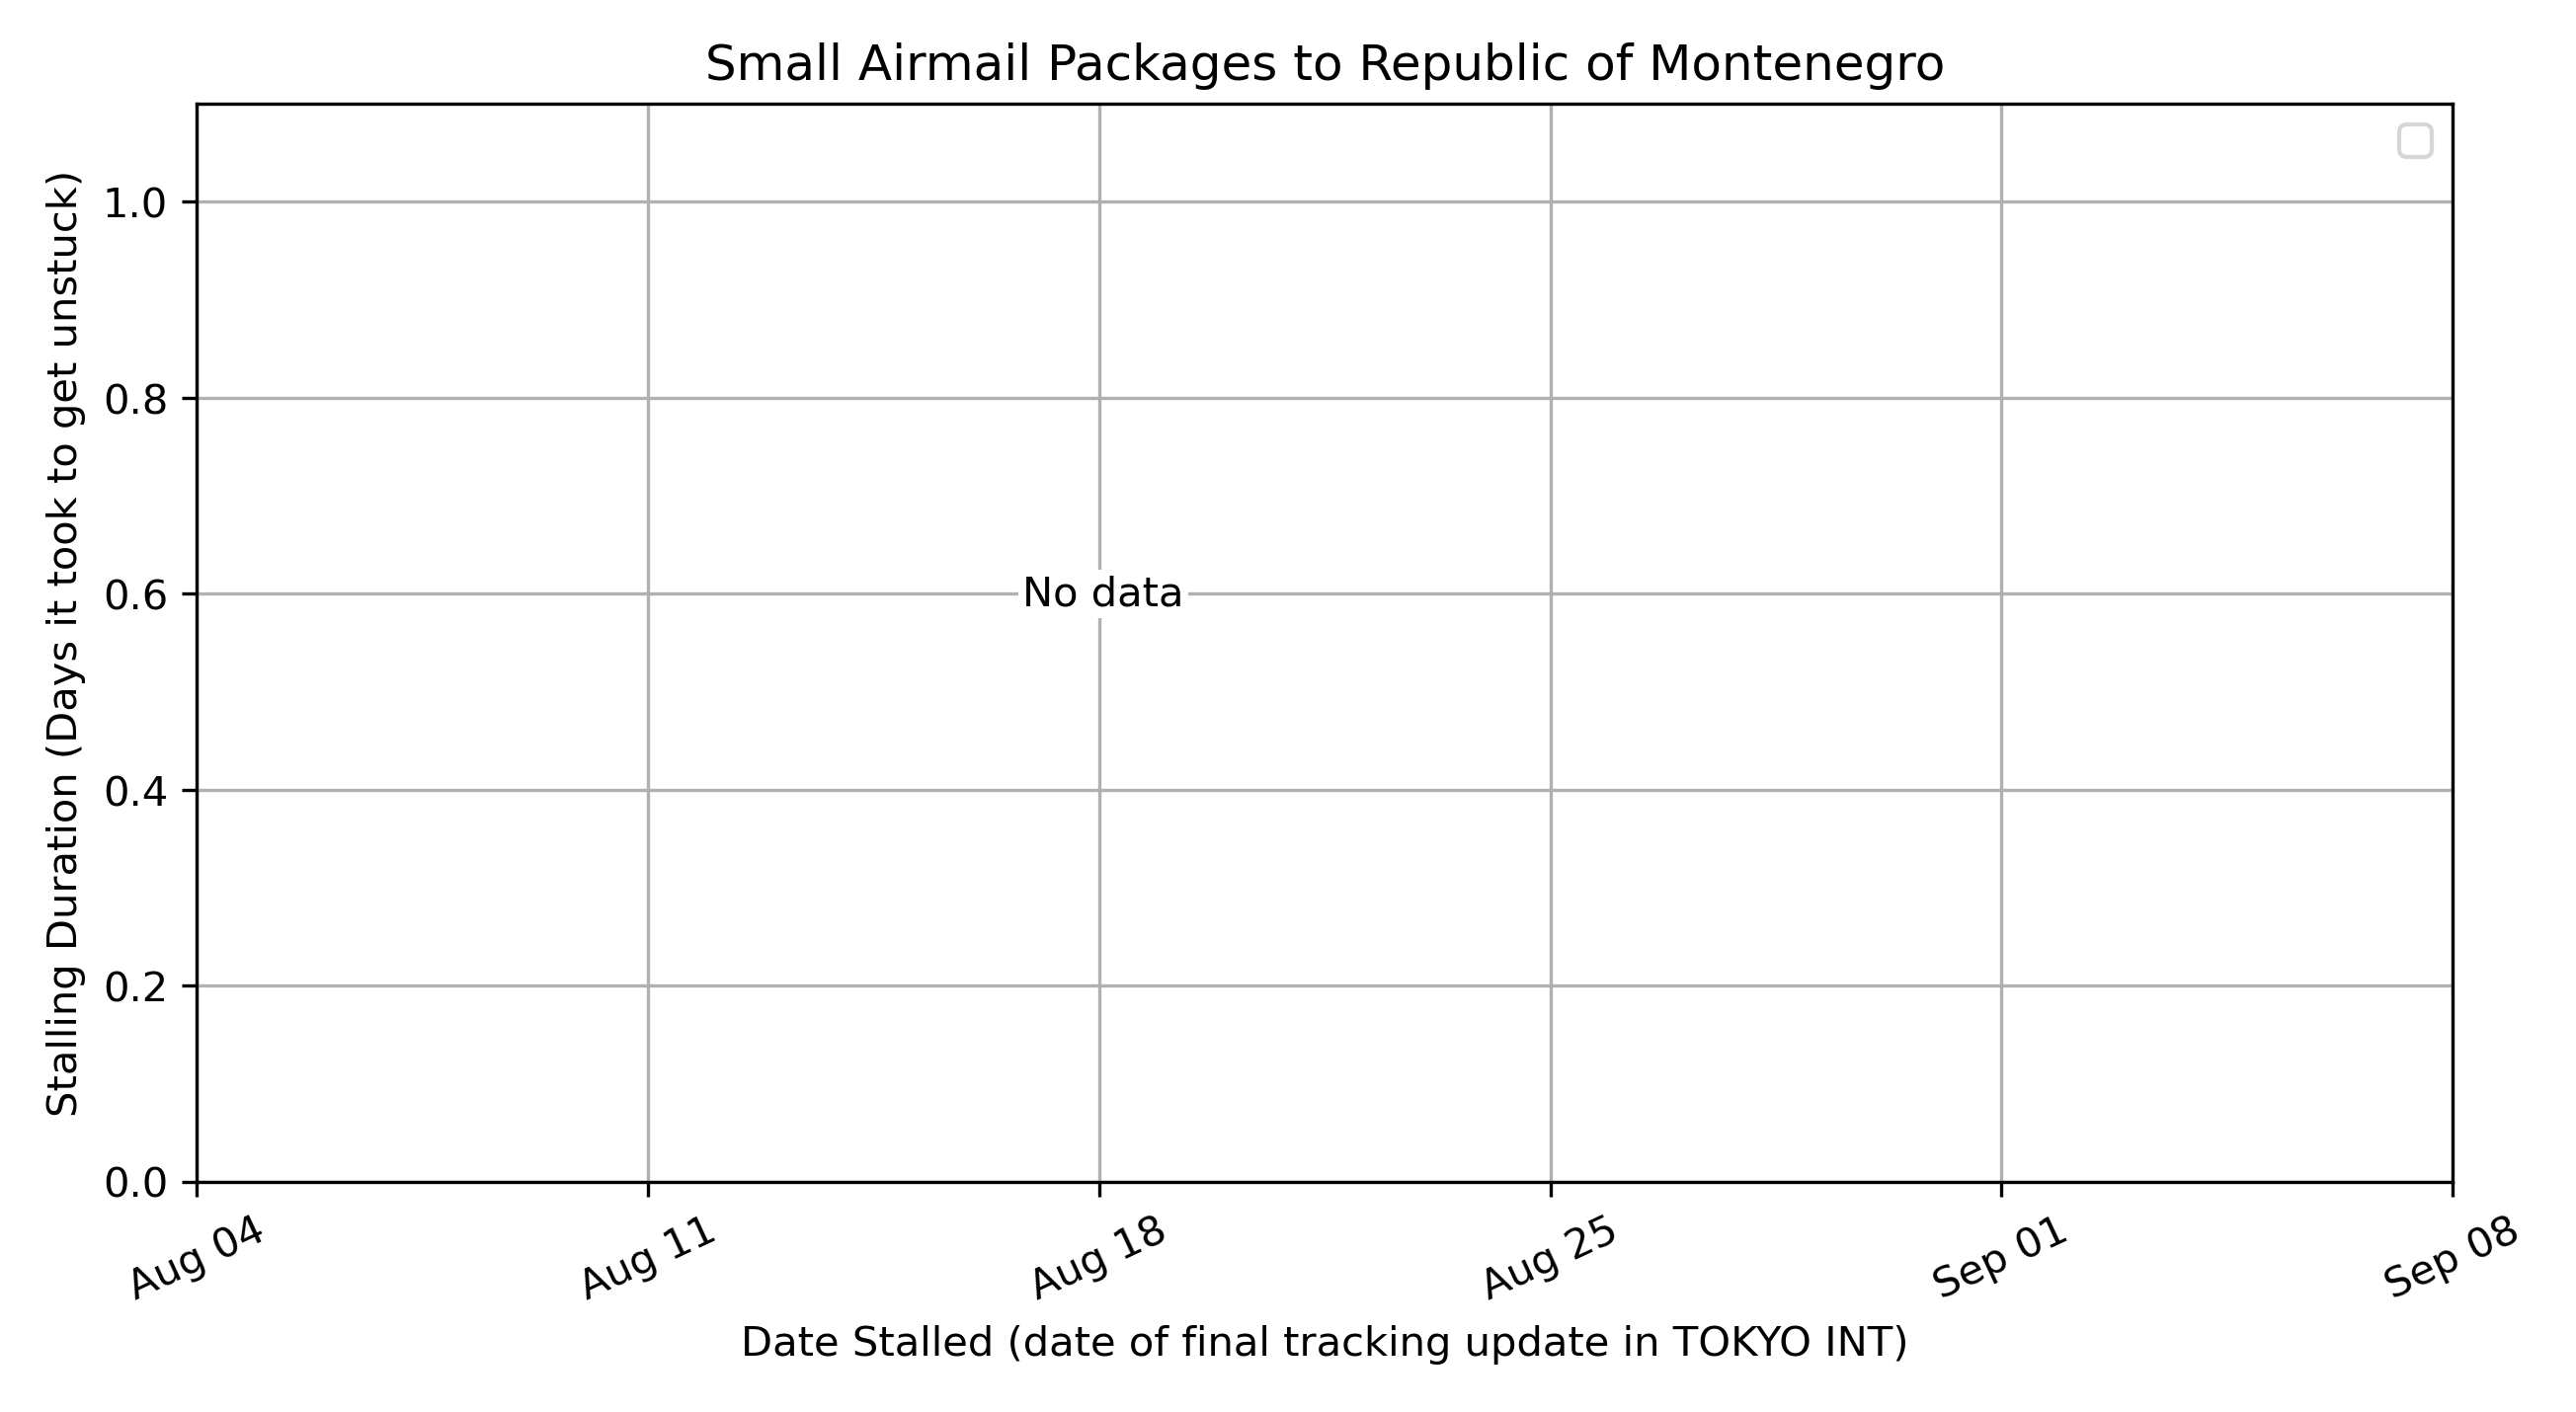 Small Airmail Packages to Republic of Montenegro
Stalling Duration (Days it took to get unstuck)
1.0
0.8
0.6
0.4
0.2
0.0
No data
Aug 04
Aug 11
Aug 18
Aug 25
Sep 01
Sep 08
Date Stalled (date of final tracking update in TOKYO INT)